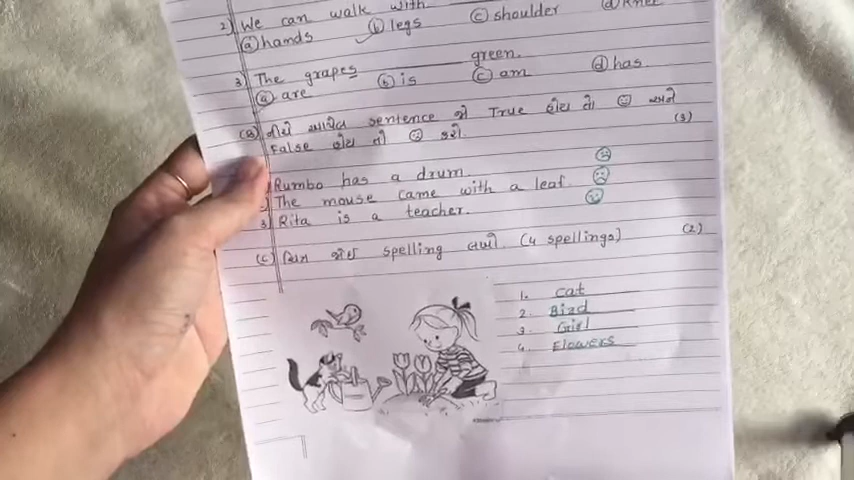 2) We can walk with
ⓐ hands ⓑ legs ⓒ shoulder ⓓ knee
3) The grapes ______ green.
ⓐ are ⓑ is ⓒ am ⓓ has
(B) નીચે આપેલ sentence જો True હોય તો ☺ અને
False હોય તો ☹ કરો. (3)
1) Rumbo has a drum. ☹
2) The mouse came with a leaf. ☹
3) Rita is a teacher. ☺
(C) ચિત્ર જોઈ spelling લખો. (4 spellings) (2)
1. Cat
2. Bird
3. Girl
4. Flowers